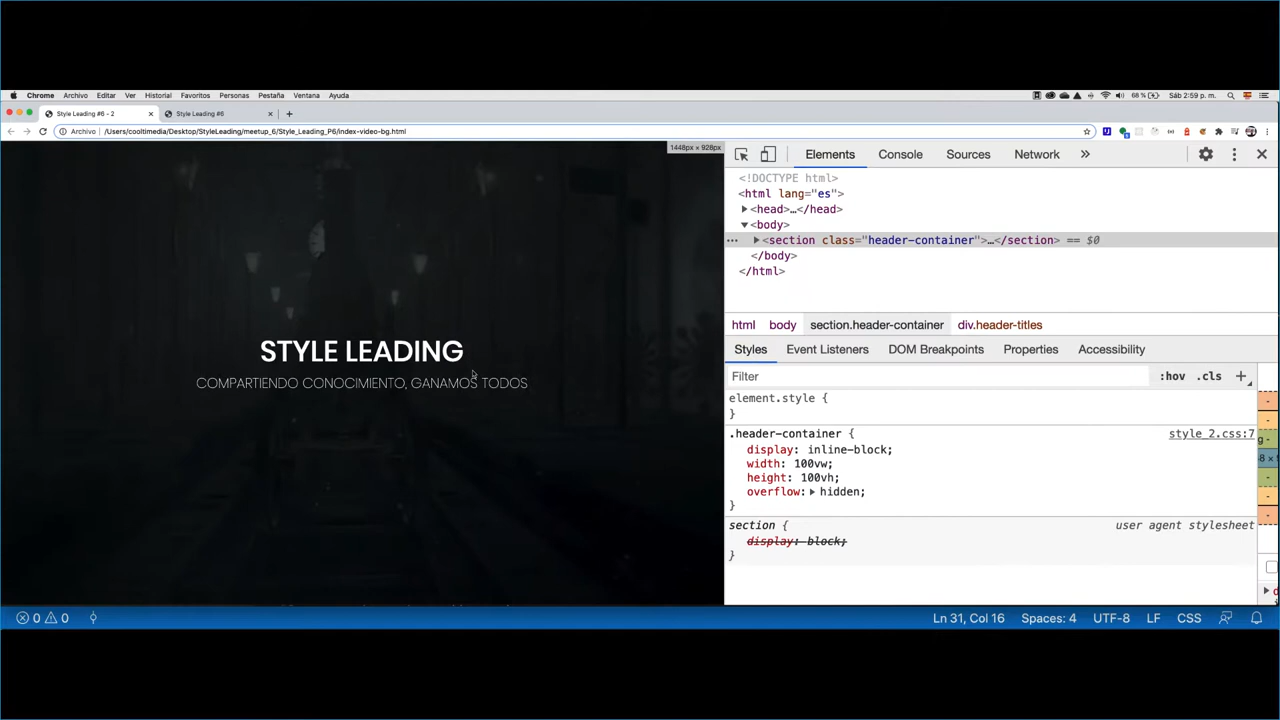 Chrome Archivo Editar Ver Historial Favoritos Personas Pestaña Ventana Ayuda
68 % Sáb 2:59 p. m.
Style Leading #6 - 2
Style Leading #6
Archivo /Users/cooltimedia/Desktop/StyleLeading/meetup_6/Style_Leading_P6/index-video-bg.html
1448px × 928px
Elements Console Sources Network
<!DOCTYPE html>
<html lang="es">
<head>…</head>
<body>
<section class="header-container">…</section> == $0
</body>
</html>
html body section.header-container div.header-titles
Styles Event Listeners DOM Breakpoints Properties Accessibility
Filter :hov .cls +
element.style {
}
.header-container { style_2.css:7
display: inline-block;
width: 100vw;
height: 100vh;
overflow: hidden;
}
section { user agent stylesheet
display: block;
}
STYLE LEADING
COMPARTIENDO CONOCIMIENTO, GANAMOS TODOS
0 0 Ln 31, Col 16 Spaces: 4 UTF-8 LF CSS